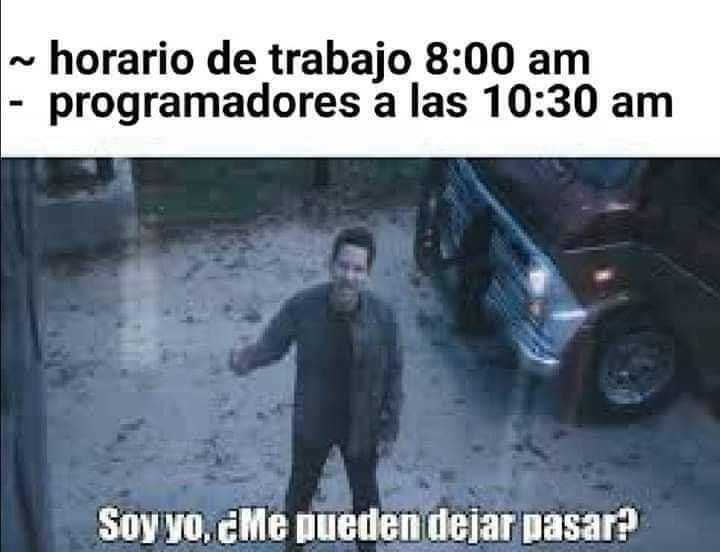 ~ horario de trabajo 8:00 am
- programadores a las 10:30 am
Soy yo, ¿Me pueden dejar pasar?